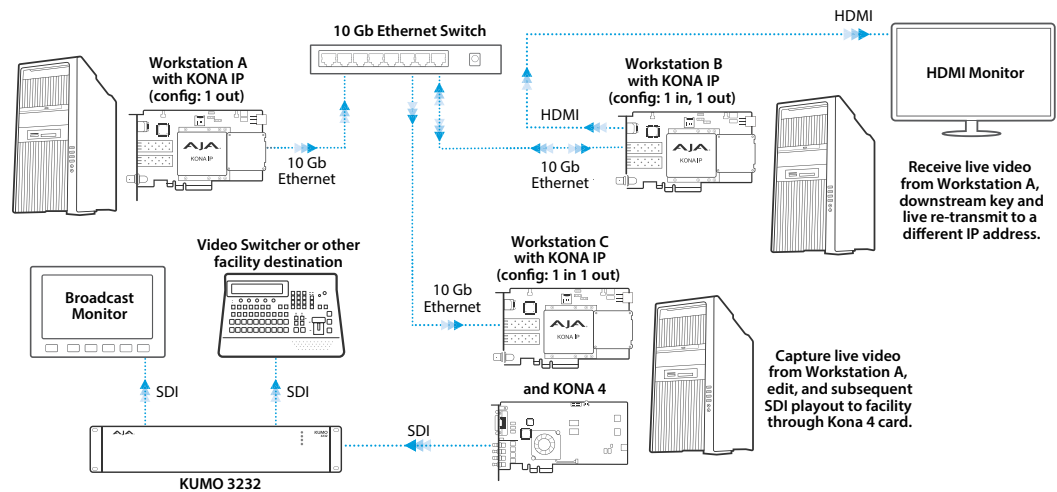 10 Gb Ethernet Switch
HDMI
Workstation A
with KONA IP
(config: 1 out)
AJA
KONA IP
10 Gb
Ethernet
Workstation B
with KONA IP
(config: 1 in, 1 out)
HDMI
AJA
KONA IP
10 Gb
Ethernet
HDMI Monitor
Receive live video
from Workstation A,
downstream key and
live re-transmit to a
different IP address.
Video Switcher or other
facility destination
Broadcast
Monitor
Workstation C
with KONA IP
(config: 1 in 1 out)
10 Gb
Ethernet
AJA
KONA IP
and KONA 4
Capture live video
from Workstation A,
edit, and subsequent
SDI playout to facility
through Kona 4 card.
SDI
SDI
SDI
AJA
KUMO
3232
KUMO 3232